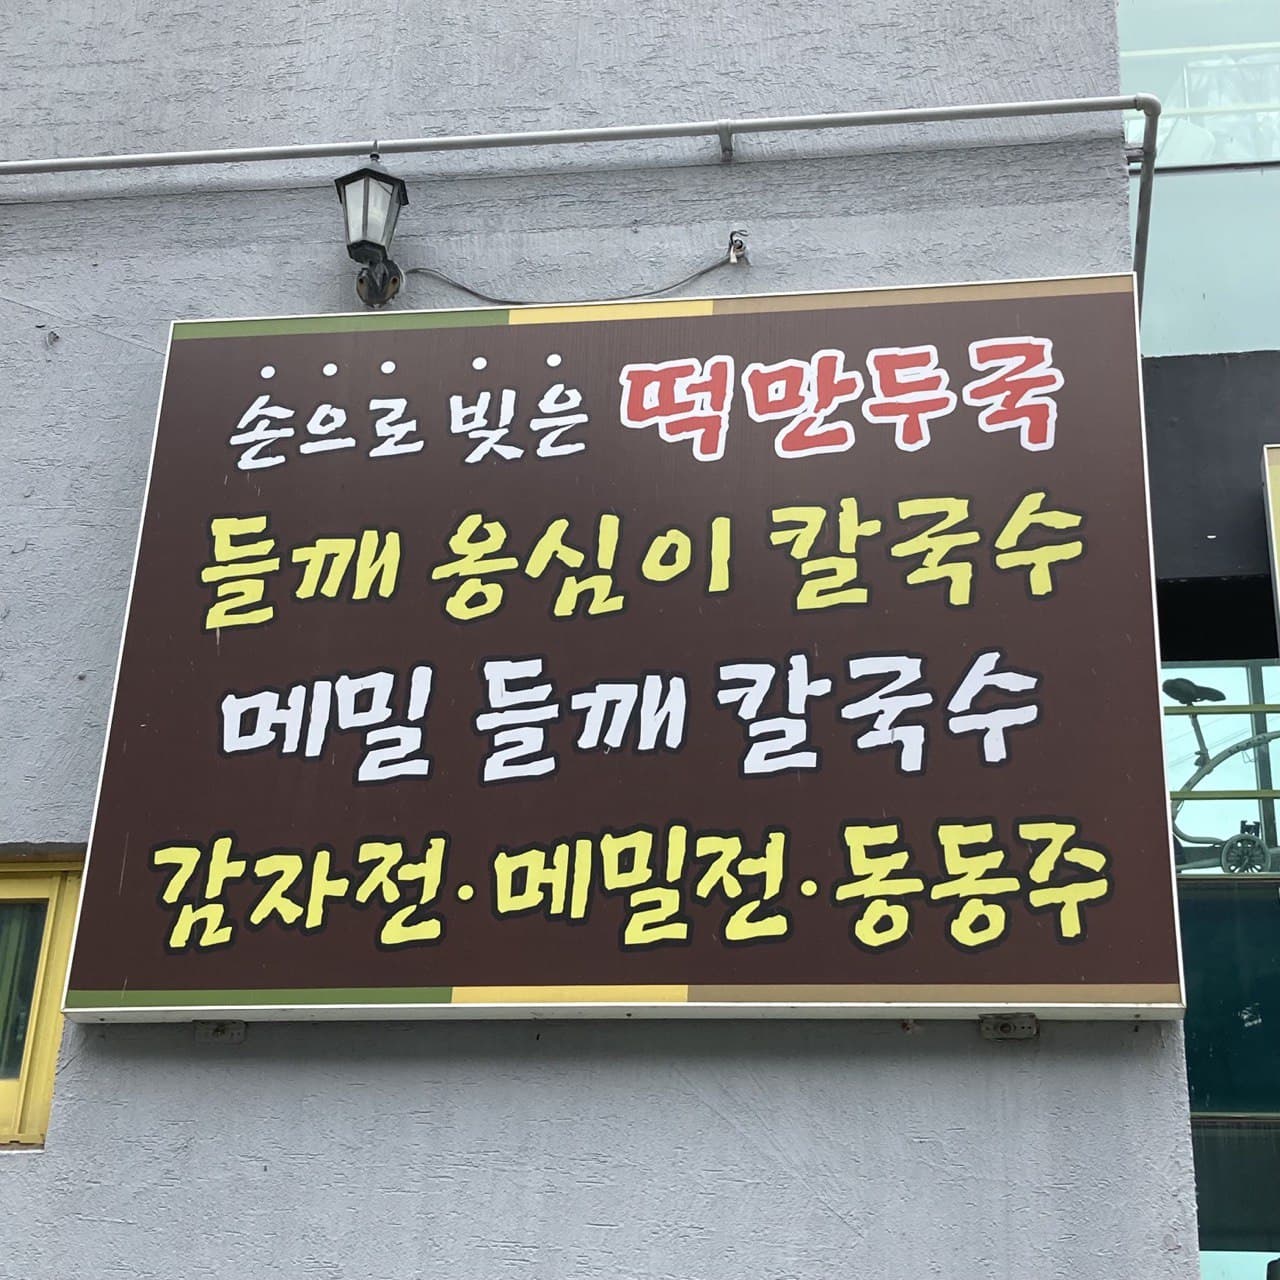 손으로 빚은 떡만두국
들깨 옹심이 칼국수
메밀 들깨 칼국수
감자전·메밀전·동동주